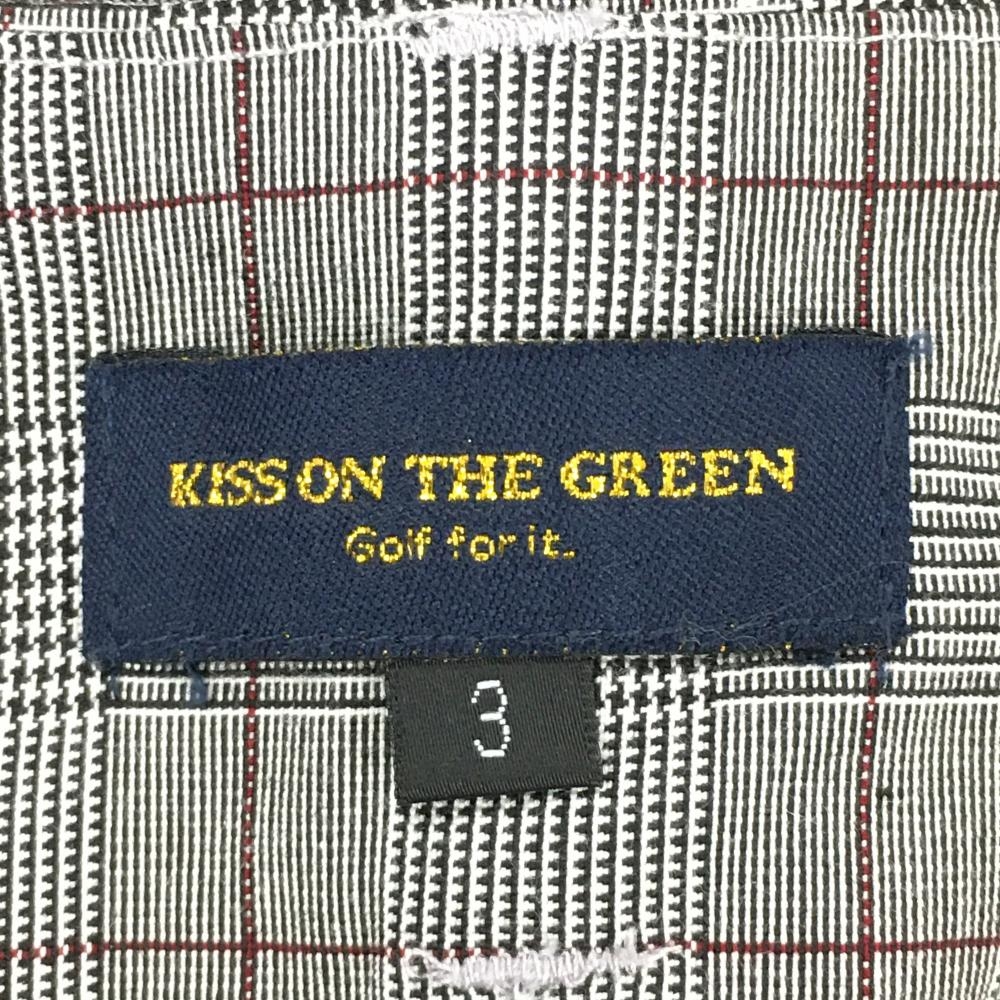 KISS ON THE GREEN
Golf for it.
3